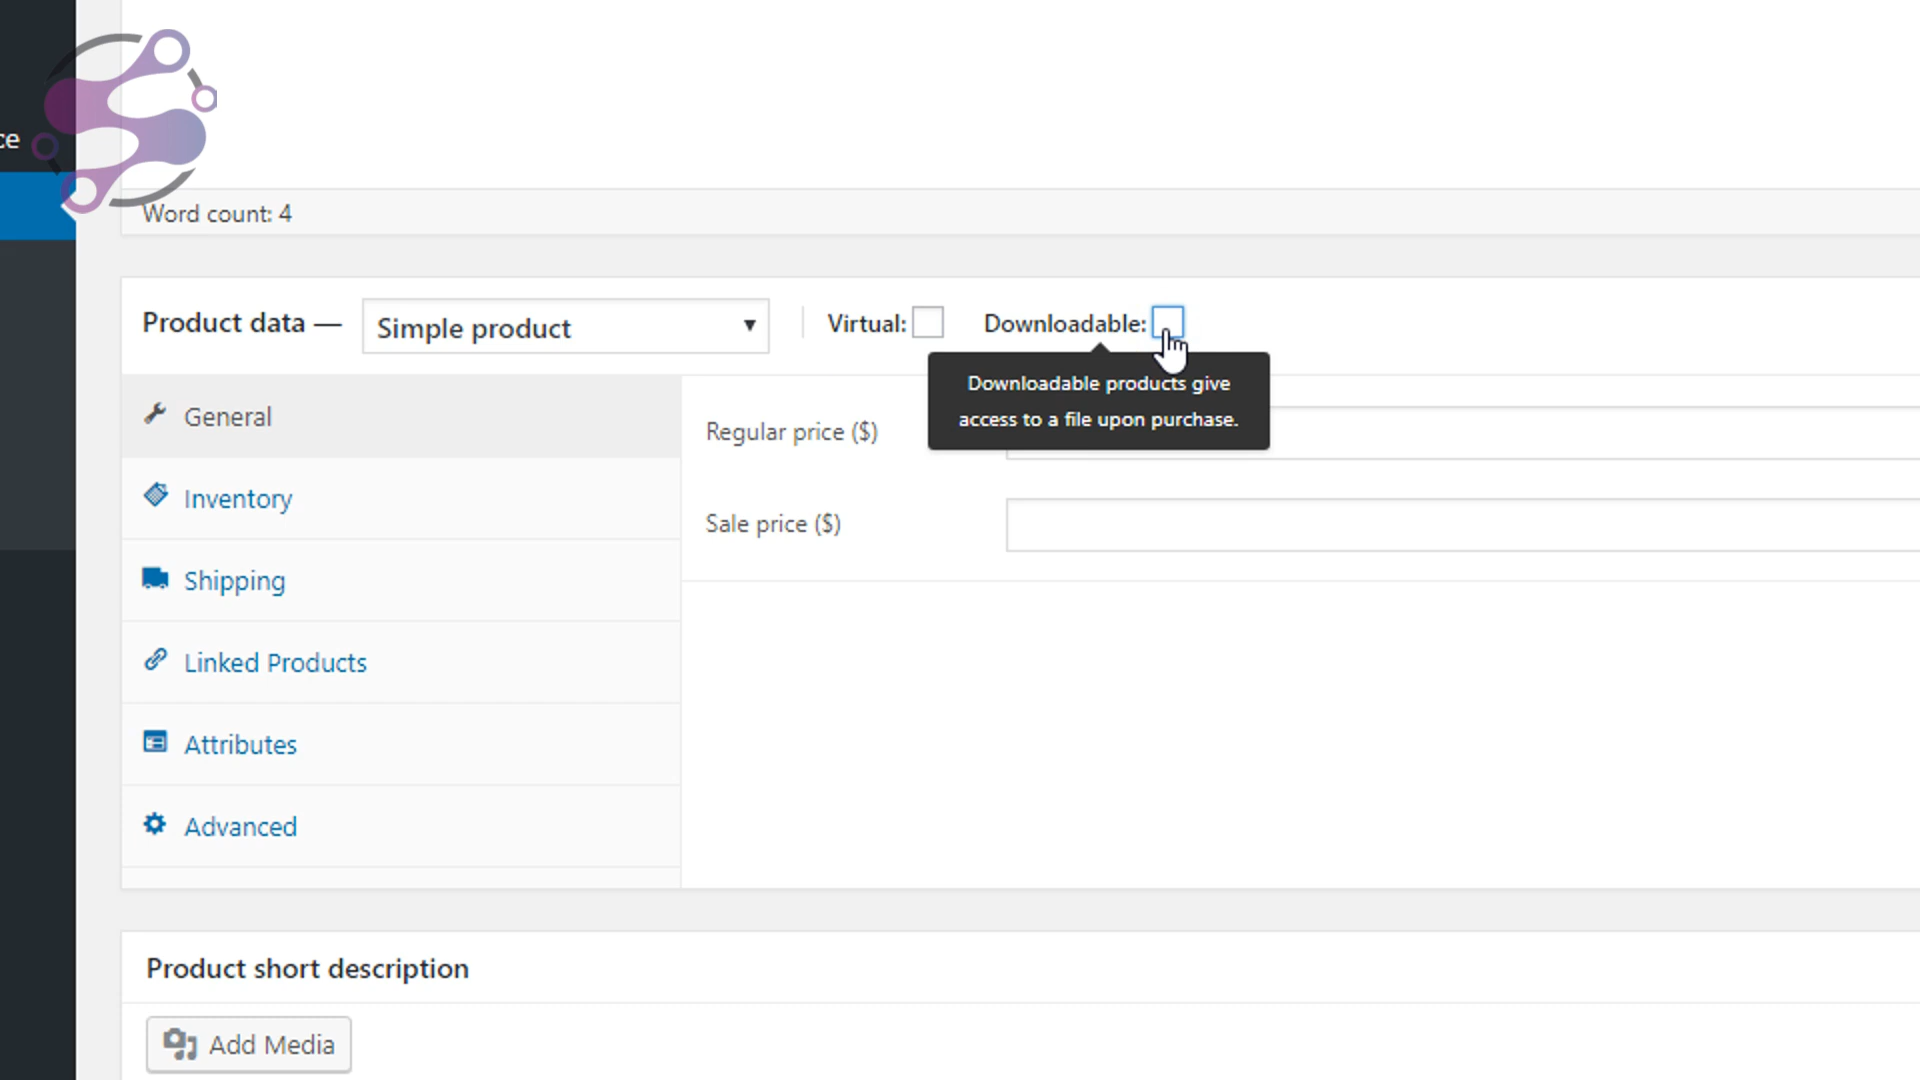 ce
Word count: 4
Product data —
Simple product
Virtual:
Downloadable:
Downloadable products give
access to a file upon purchase.
General
Inventory
Shipping
Linked Products
Attributes
Advanced
Regular price ($)
Sale price ($)
Product short description
Add Media